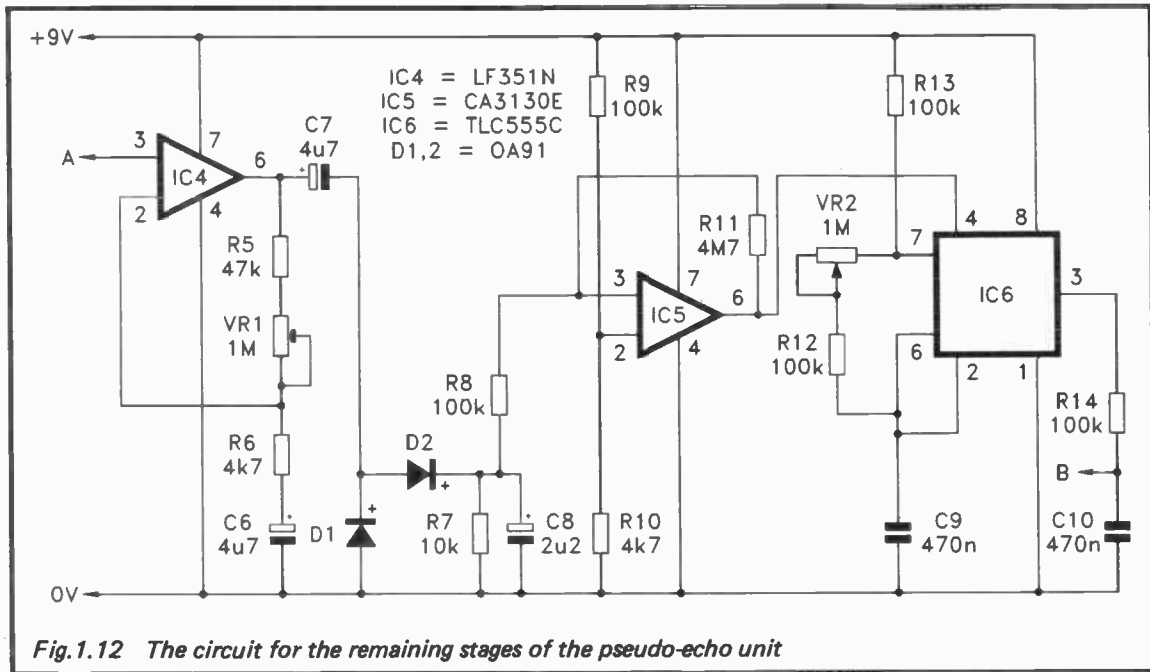 +9V
IC4 = LF351N
IC5 = CA3130E
IC6 = TLC555C
D1,2 = OA91
R9
100k
R13
100k
C7
4u7
+
A
3
7
6
IC4
2
4
R5
47k
VR1
1M
R11
4M7
VR2
1M
4
8
7
3
IC6
6
2
1
3
7
6
IC5
2
4
R12
100k
R8
100k
R14
100k
R6
4k7
D2
+
B
C6
4u7
+
D1
+
R7
10k
C8
2u2
+
R10
4k7
C9
470n
C10
470n
0V
Fig.1.12 The circuit for the remaining stages of the pseudo-echo unit